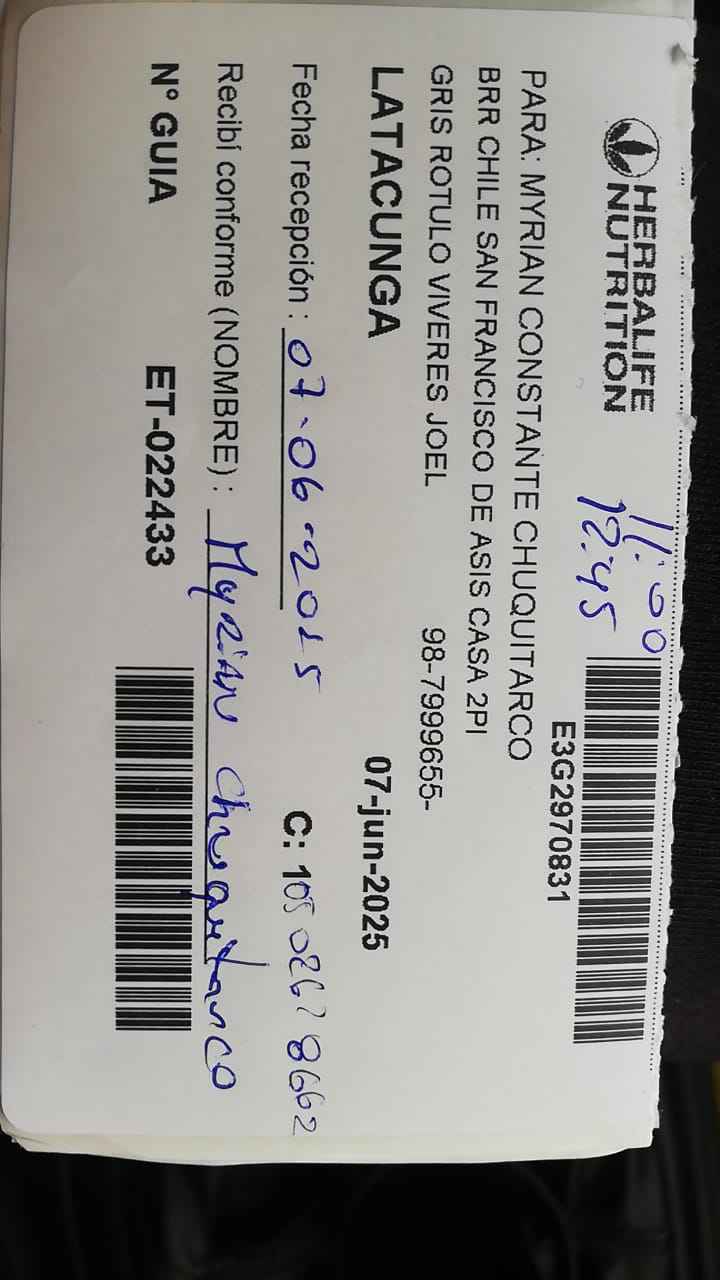 HERBALIFE
NUTRITION
11:00
12:45
E3G2970831
PARA: MYRIAN CONSTANTE CHUQUITARCO
BRR CHILE SAN FRANCISCO DE ASIS CASA 2PI
GRIS ROTULO VIVERES JOEL 98-7999655-
LATACUNGA 07-jun-2025
Fecha recepción : 07-06-2025 C: 1
Recibí conforme (NOMBRE) : Myrian Chuquitarco
N° GUIA ET-022433